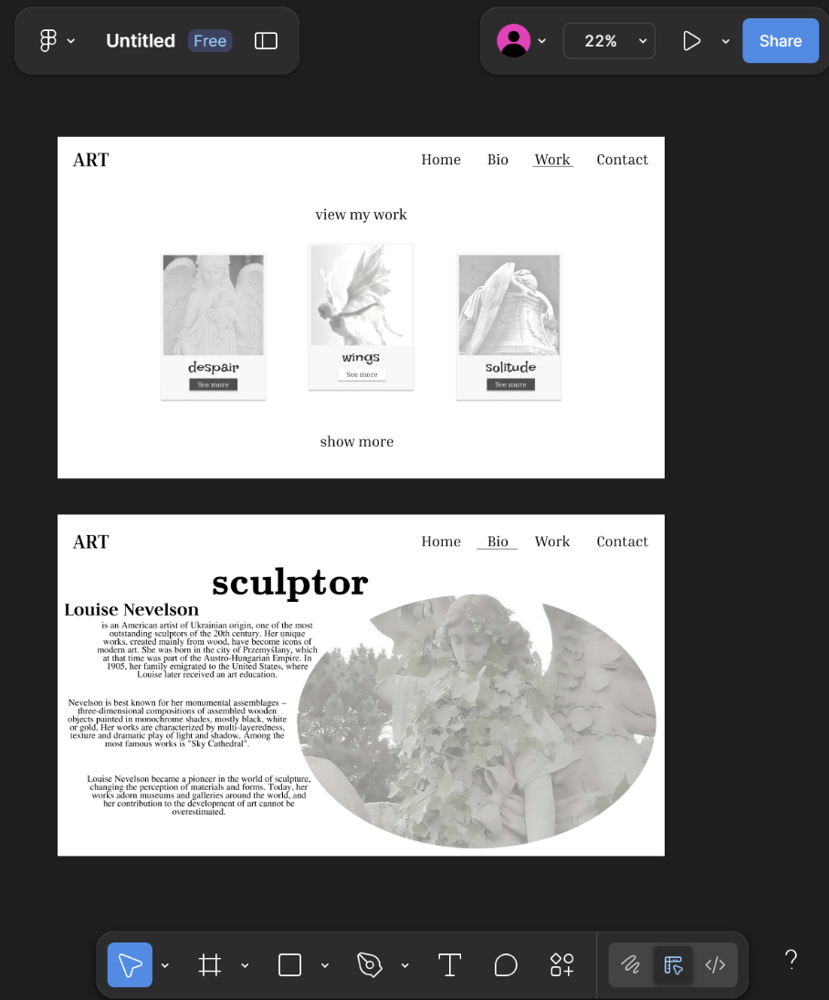 Untitled Free
22% Share
ART Home Bio Work Contact
view my work
despair
See more
wings
See more
solitude
See more
show more
ART Home Bio Work Contact
sculptor
Louise Nevelson
is an American artist of Ukrainian origin, one of the most
outstanding sculptors of the 20th century. Her unique
works, created mainly from wood, have become icons of
modern art. She was born in the city of Przemyślany, which
at that time was part of the Austro-Hungarian Empire. In
1905, her family emigrated to the United States, where
Louise later received an art education.
Nevelson is best known for her monumental assemblages –
three-dimensional compositions of assembled wooden
objects painted in monochrome shades, mostly black, white
or gold. Her works are characterized by multi-layeredness,
texture and dramatic play of light and shadow. Among the
most famous works is "Sky Cathedral".
Louise Nevelson became a pioneer in the world of sculpture,
changing the perception of materials and forms. Today, her
works adorn museums and galleries around the world, and
her contribution to the development of art cannot be
overestimated.